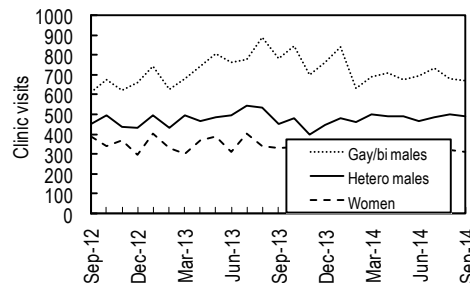 1000
900
800
700
600
500
400
300
200
100
0
Clinic visits
Gay/bi males
Hetero males
Women
Sep-12
Dec-12
Mar-13
Jun-13
Sep-13
Dec-13
Mar-14
Jun-14
Sep-14